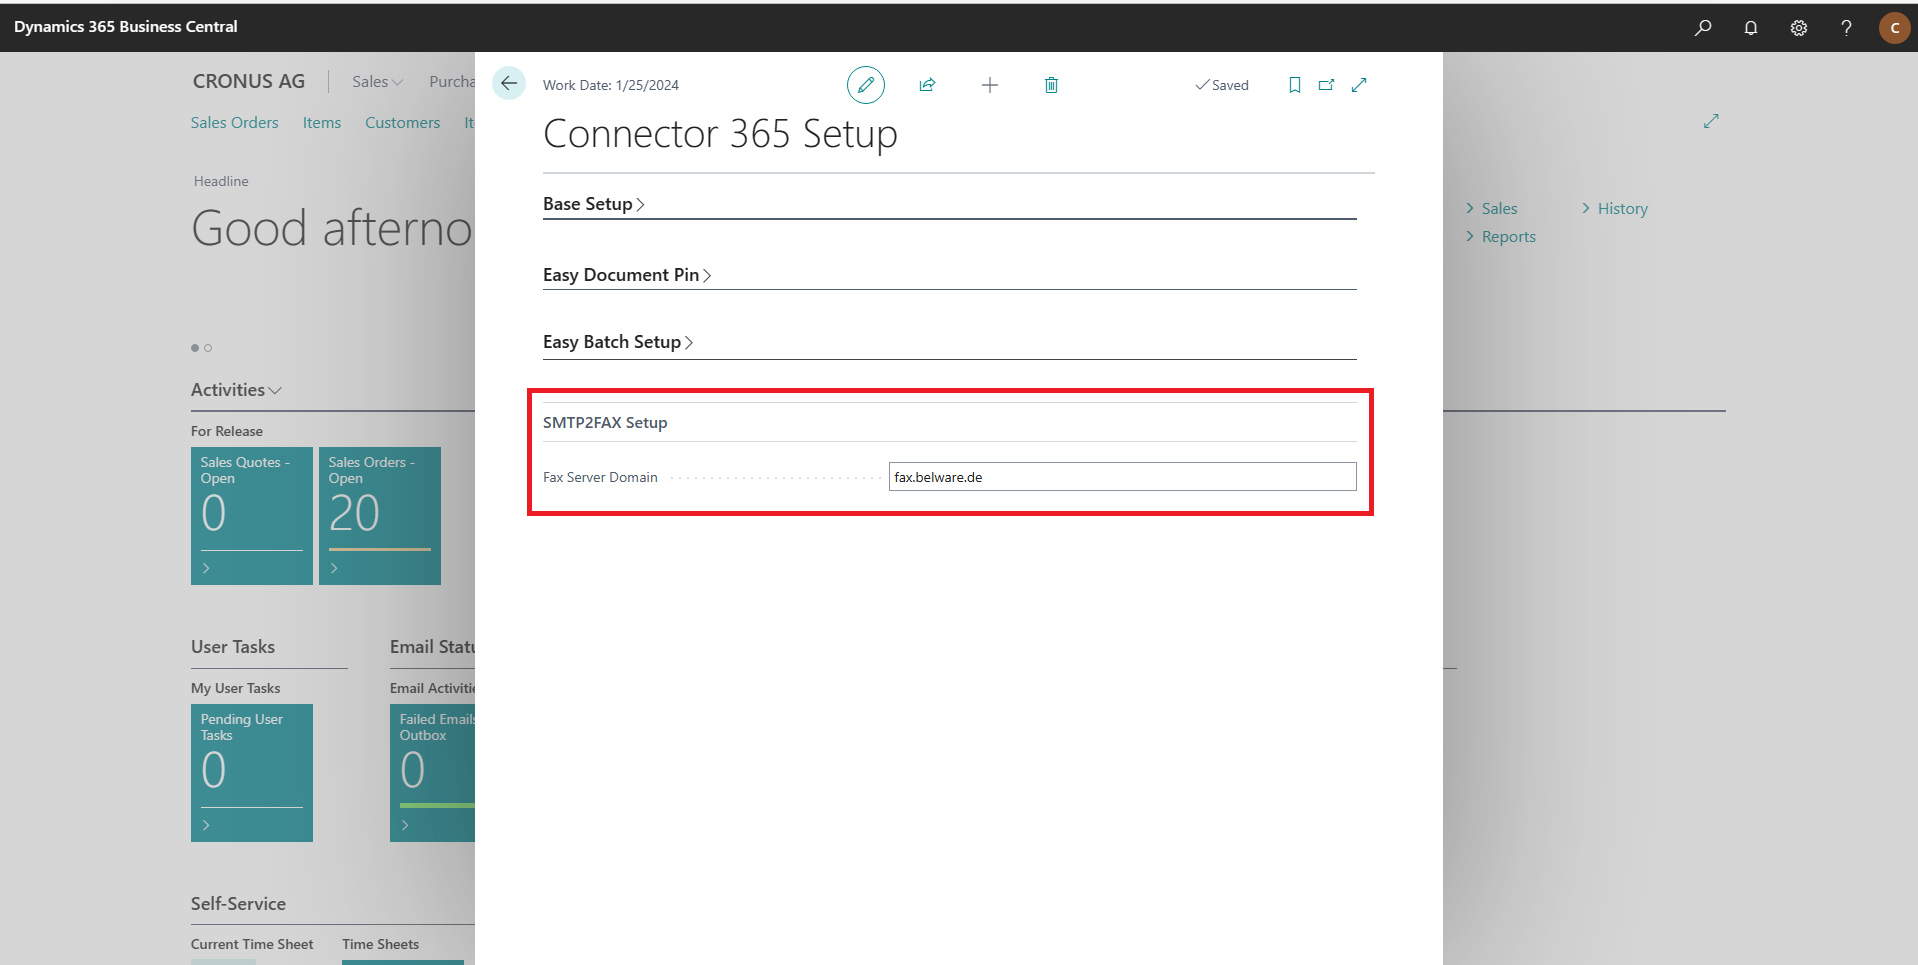 Dynamics 365 Business Central
C
CRONUS AG
Sales
Purcha
Sales Orders
Items
Customers
It
Headline
Good afterno
Activities
For Release
Sales Quotes -
Open
0
Sales Orders -
Open
20
User Tasks
My User Tasks
Pending User
Tasks
0
Email Statu
Email Activitie
Failed Emails
Outbox
0
Self-Service
Current Time Sheet
Time Sheets
Work Date: 1/25/2024
Saved
Connector 365 Setup
Base Setup
Easy Document Pin
Easy Batch Setup
SMTP2FAX Setup
Fax Server Domain
fax.belware.de
Sales
History
Reports